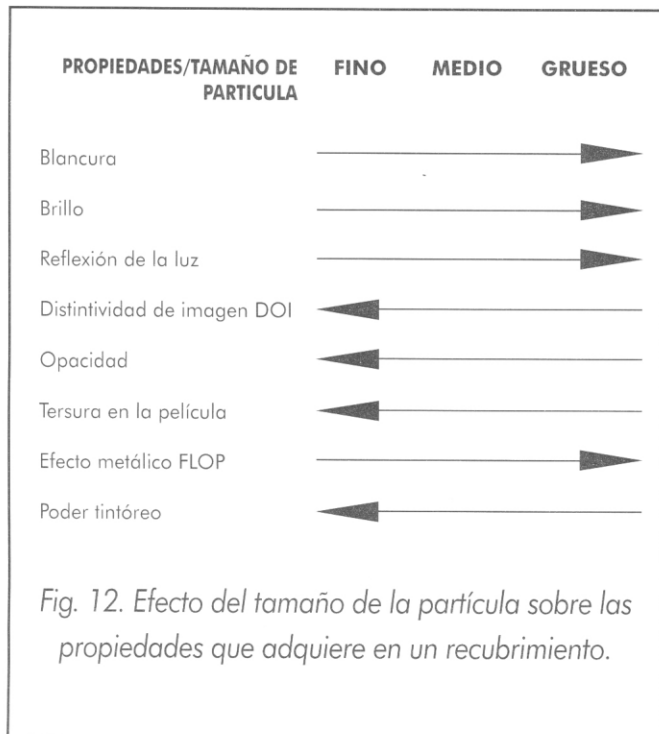 PROPIEDADES/TAMAÑO DE PARTICULA FINO MEDIO GRUESO
Blancura
Brillo
Reflexión de la luz
Distintividad de imagen DOI
Opacidad
Tersura en la película
Efecto metálico FLOP
Poder tintóreo
Fig. 12. Efecto del tamaño de la partícula sobre las
propiedades que adquiere en un recubrimiento.